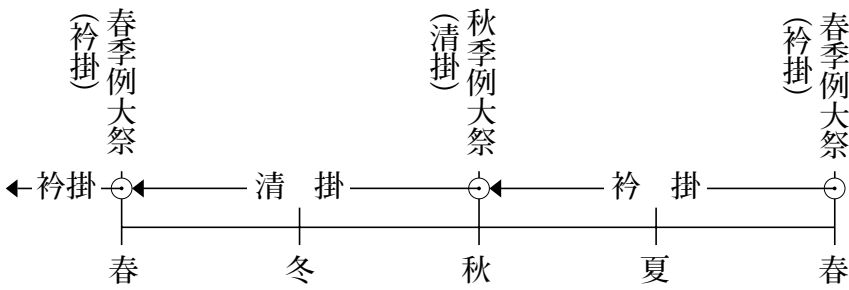 春季例大祭
（衿掛）
秋季例大祭
（清掛）
春季例大祭
（衿掛）
衿　掛
清　掛
衿掛
春
夏
秋
冬
春